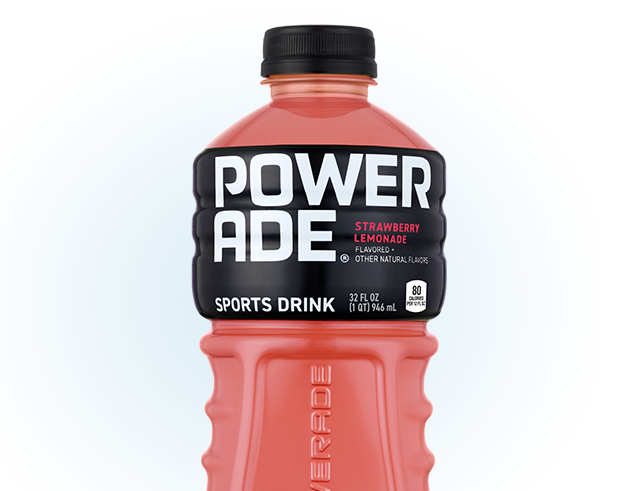 POWER
ADE®
STRAWBERRY
LEMONADE
FLAVORED +
OTHER NATURAL FLAVORS
SPORTS DRINK
32 FL OZ
(1 QT) 946 mL
80
CALORIES
PER 12 FL OZ
VERADE